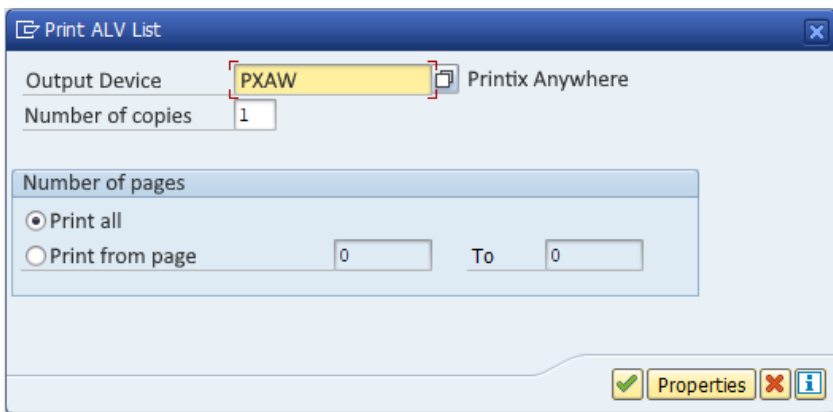 Print ALV List
Output Device PXAW Printix Anywhere
Number of copies 1
Number of pages
Print all
Print from page 0 To 0
Properties